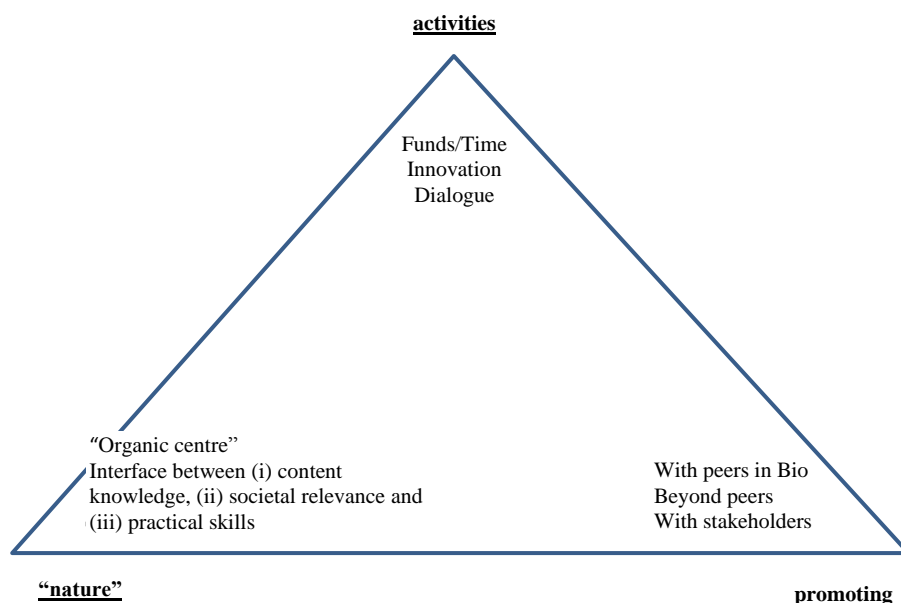 activities
Funds/Time
Innovation
Dialogue
“Organic centre”
Interface between (i) content
knowledge, (ii) societal relevance and
(iii) practical skills
With peers in Bio
Beyond peers
With stakeholders
“nature”
promoting